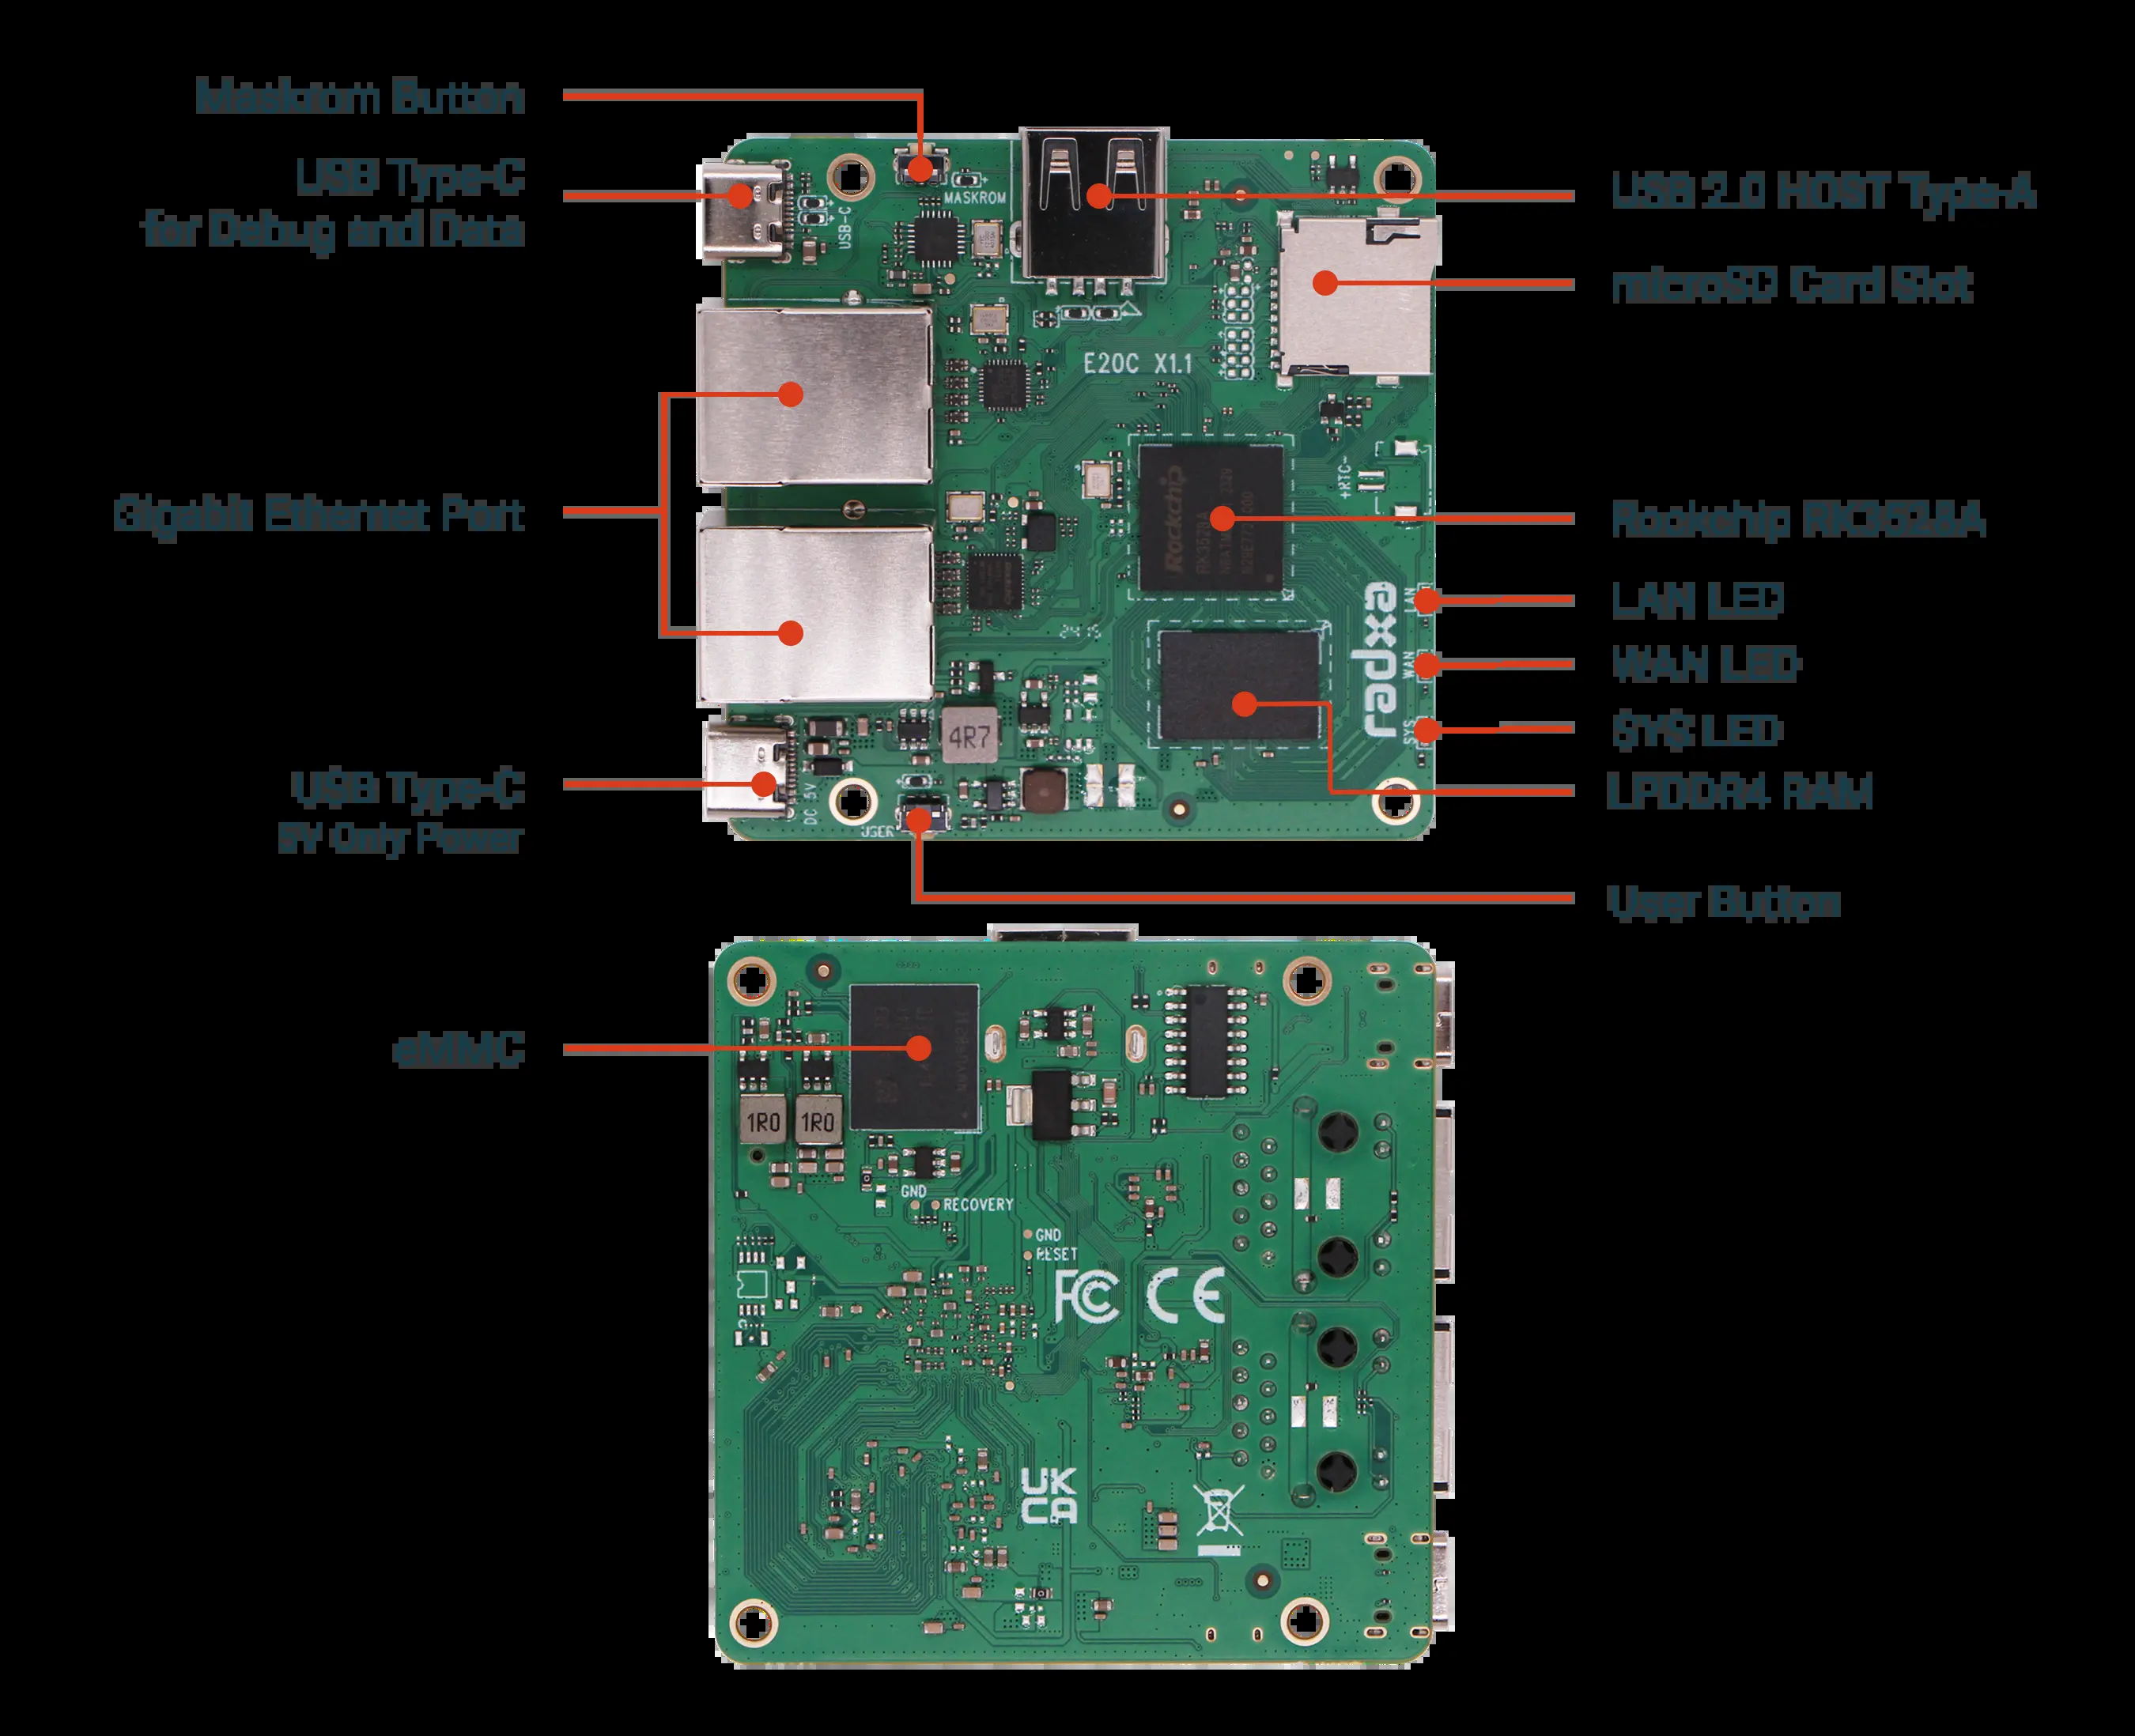 Maskrom Button
USB Type-C
for Debug and Data
Gigabit Ethernet Port
USB Type-C
5V Only Power
eMMC
USB 2.0 HOST Type-A
microSD Card Slot
Rockchip RK3528A
LAN LED
WAN LED
SYS LED
LPDDR4 RAM
User Button
MASKROM
USB-C
E20C X1.1
+RTC-
Rockchip
RK3528A
radxa
LAN
WAN
SYS
4R7
DC 5V
USER
1R0
1R0
GND
RECOVERY
GND
RESET
FC CE
UK
CA